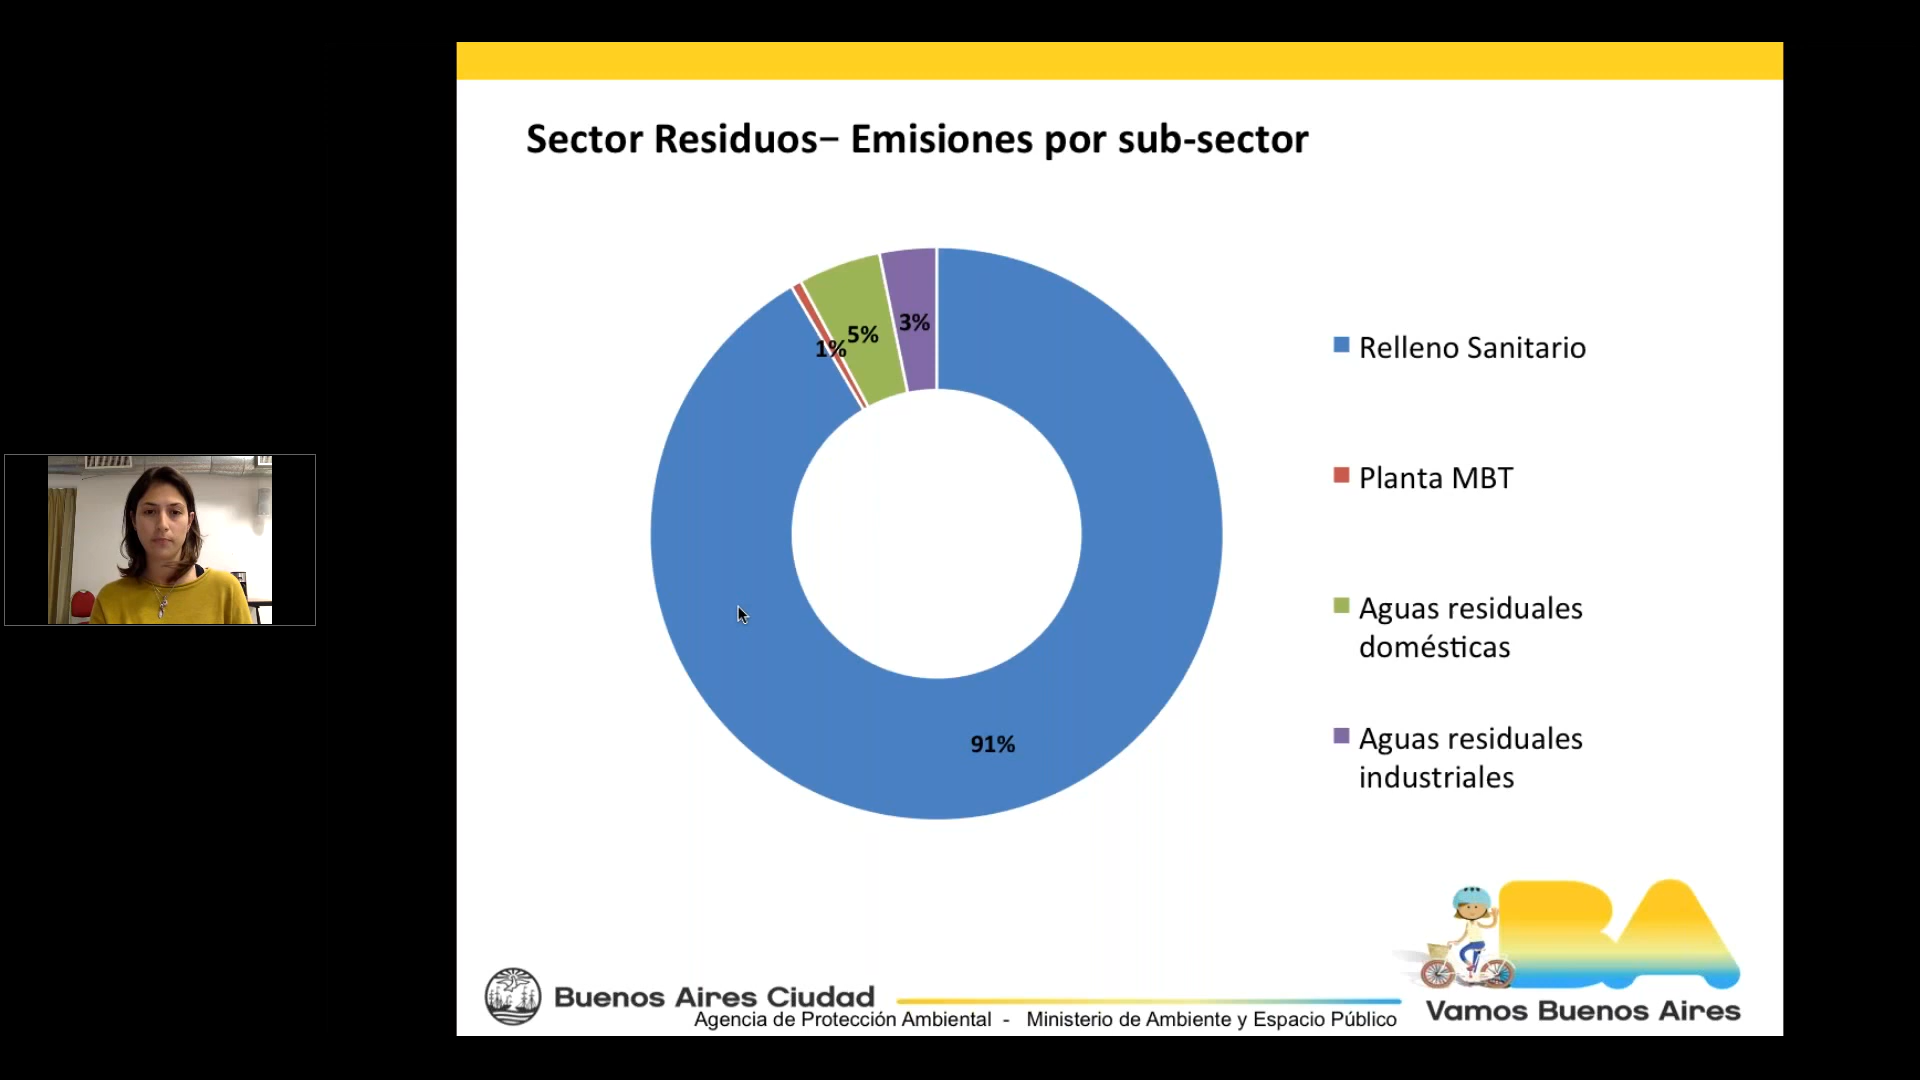 Sector Residuos– Emisiones por sub-sector
3%
5%
1%
91%
Relleno Sanitario
Planta MBT
Aguas residuales
domésticas
Aguas residuales
industriales
BA
Buenos Aires Ciudad
Agencia de Protección Ambiental - Ministerio de Ambiente y Espacio Público
Vamos Buenos Aires